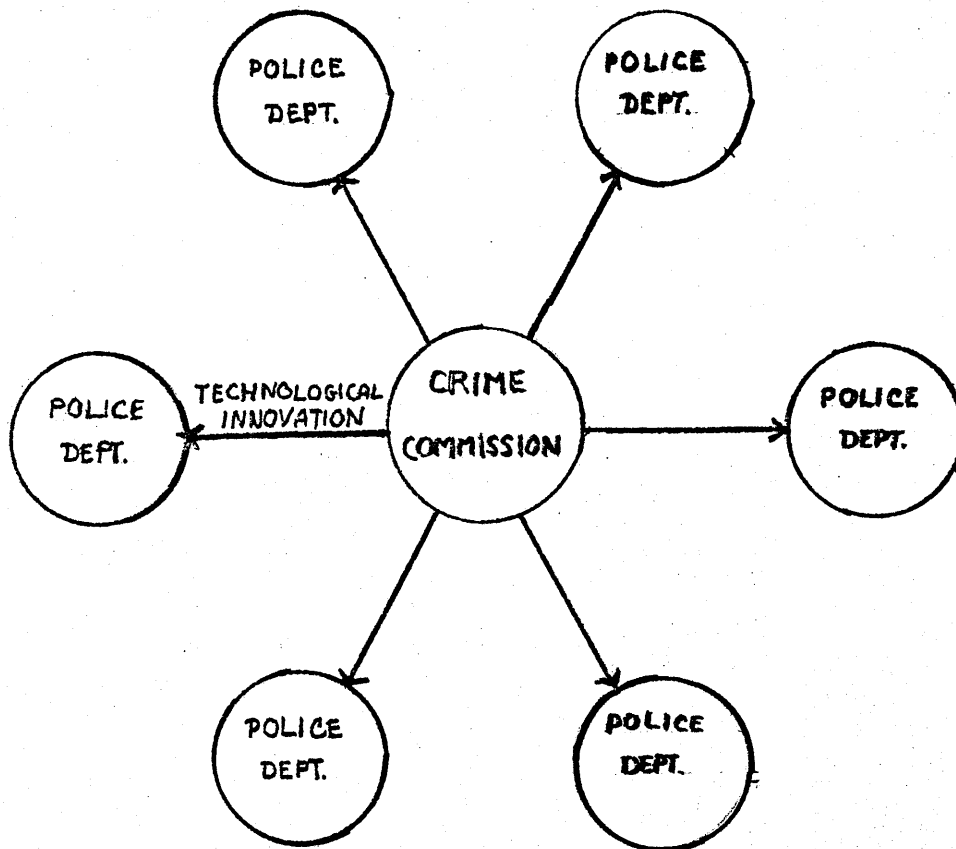 POLICE
DEPT.
POLICE
DEPT.
TECHNOLOGICAL
INNOVATION
CRIME
COMMISSION
POLICE
DEPT.
POLICE
DEPT.
POLICE
DEPT.
POLICE
DEPT.